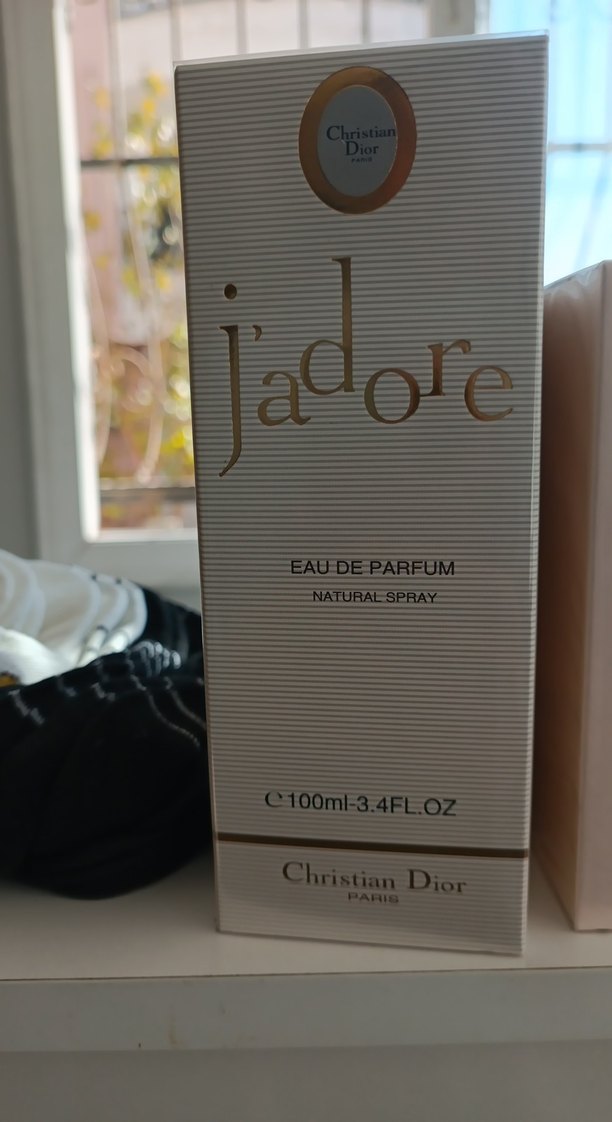 Christian
Dior
PARIS
j'adore
EAU DE PARFUM
NATURAL SPRAY
e 100ml-3.4FL.OZ
Christian Dior
PARIS